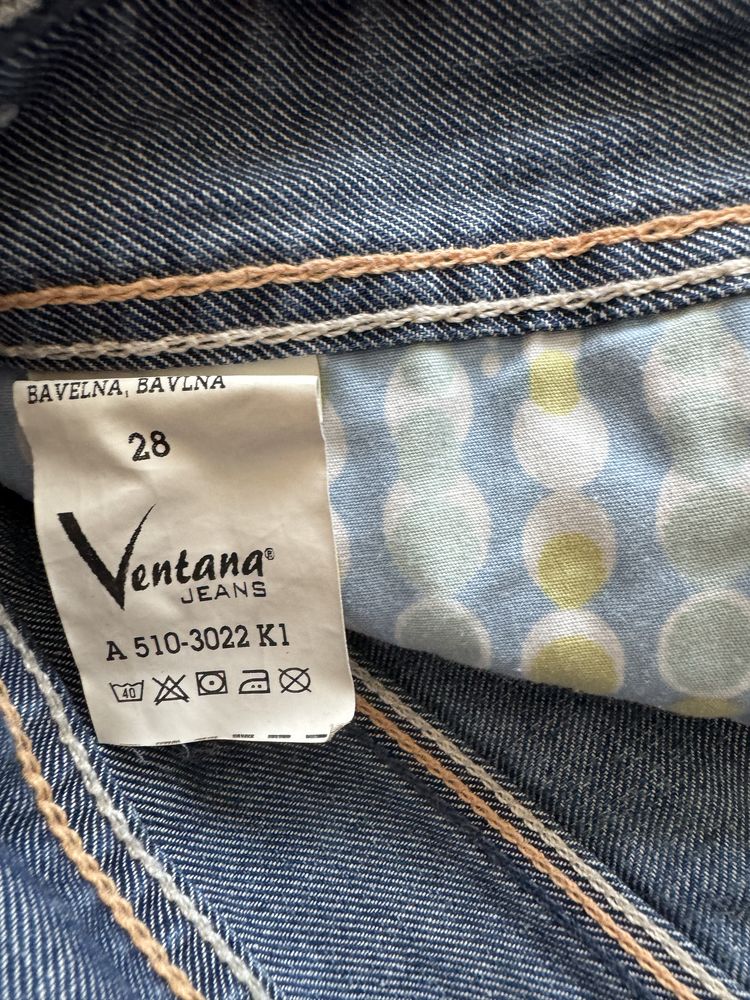 BAVELNA, BAVLNA
28
Ventana®
JEANS
A 510-3022 K1
40